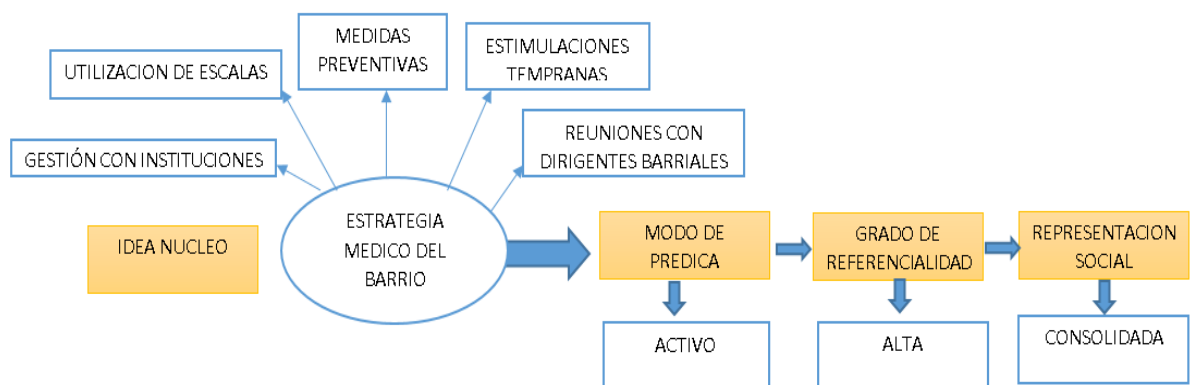 MEDIDAS
PREVENTIVAS
ESTIMULACIONES
TEMPRANAS
UTILIZACION DE ESCALAS
REUNIONES CON
DIRIGENTES BARRIALES
GESTIÓN CON INSTITUCIONES
IDEA NUCLEO
ESTRATEGIA
MEDICO DEL
BARRIO
MODO DE
PREDICA
GRADO DE
REFERENCIALIDAD
REPRESENTACION
SOCIAL
ACTIVO
ALTA
CONSOLIDADA